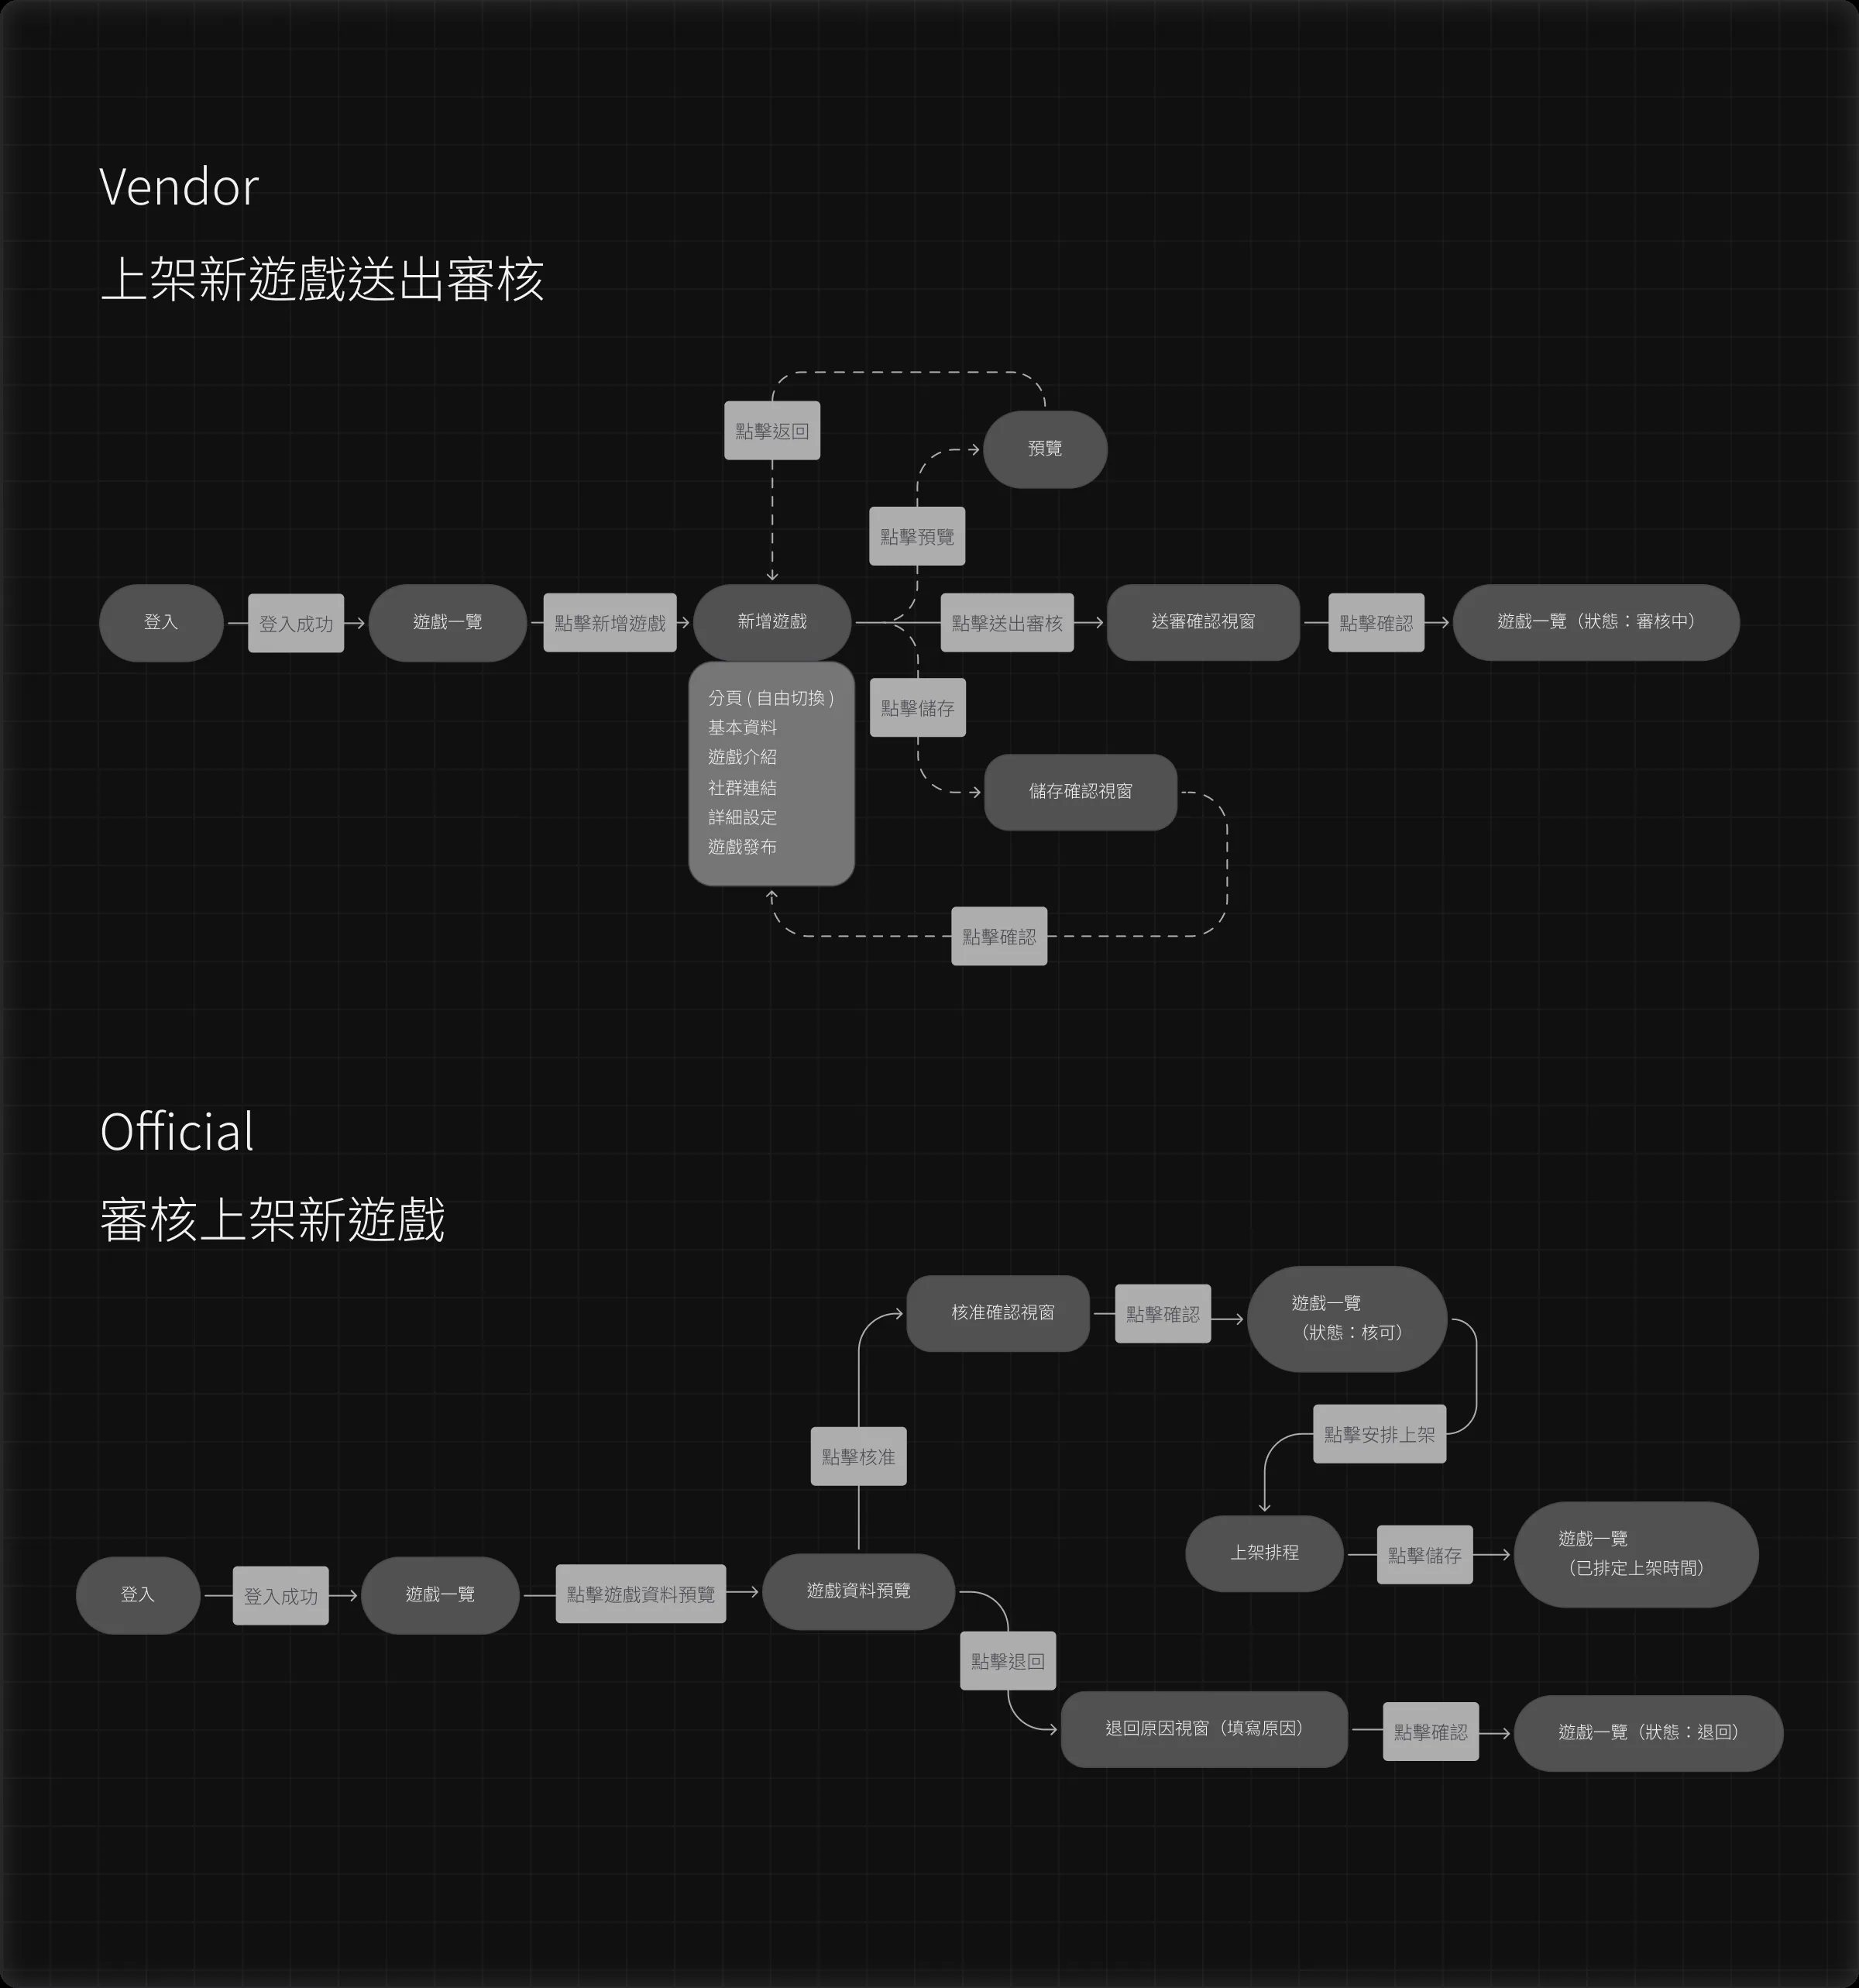 Vendor
上架新遊戲送出審核
點擊返回
預覽
點擊預覽
登入
登入成功
遊戲一覽
點擊新增遊戲
新增遊戲
點擊送出審核
送審確認視窗
點擊確認
遊戲一覽（狀態：審核中）
分頁 ( 自由切換 )
基本資料
遊戲介紹
社群連結
詳細設定
遊戲發布
點擊儲存
儲存確認視窗
點擊確認
Official
審核上架新遊戲
核准確認視窗
點擊確認
遊戲一覽
（狀態：核可）
點擊安排上架
點擊核准
上架排程
點擊儲存
遊戲一覽
（已排定上架時間）
登入
登入成功
遊戲一覽
點擊遊戲資料預覽
遊戲資料預覽
點擊退回
退回原因視窗（填寫原因）
點擊確認
遊戲一覽（狀態：退回）